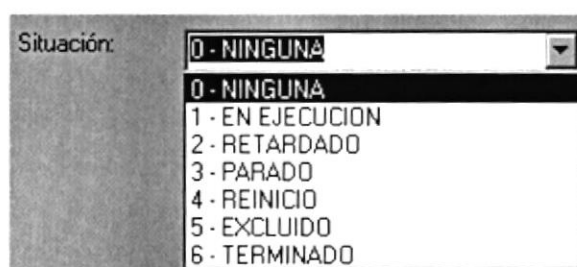 Situación: 0 - NINGUNA
0 - NINGUNA
1 - EN EJECUCION
2 - RETARDADO
3 - PARADO
4 - REINICIO
5 - EXCLUIDO
6 - TERMINADO